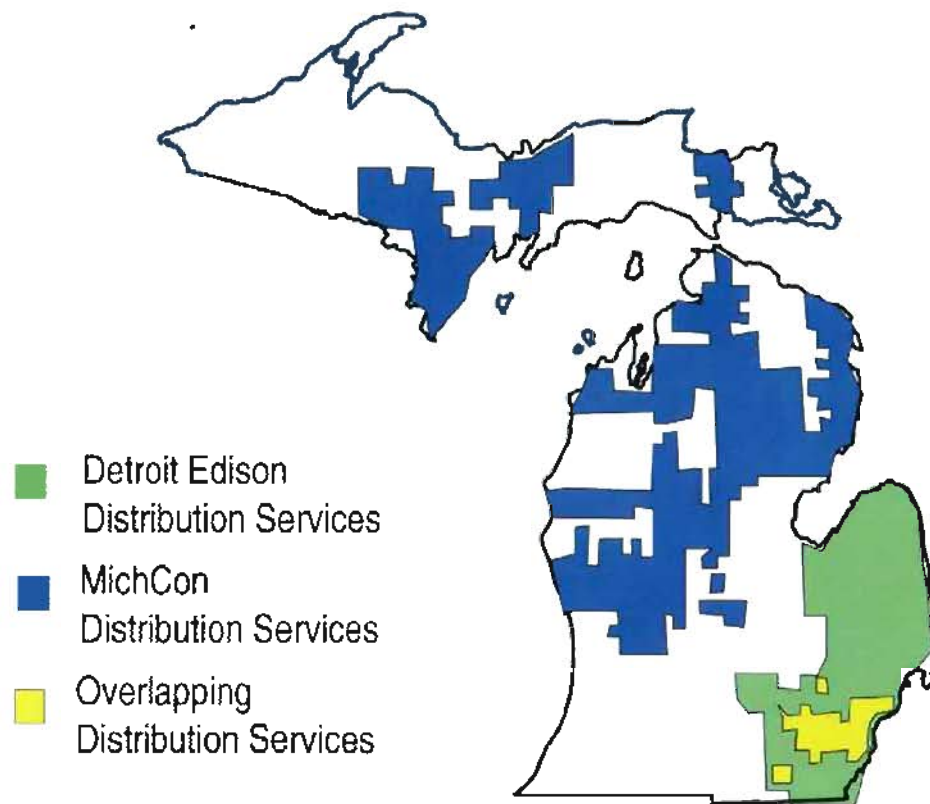 Detroit Edison
Distribution Services
MichCon
Distribution Services
Overlapping
Distribution Services